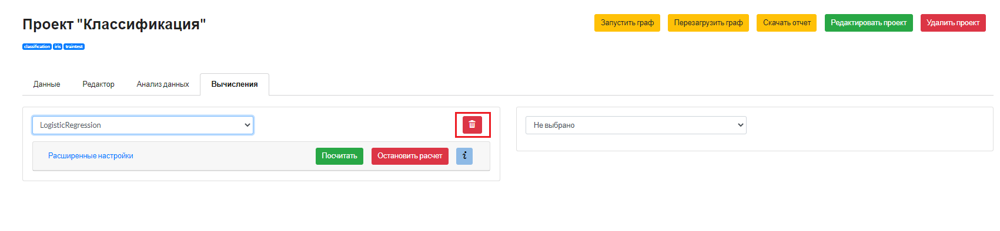 Проект "Классификация"
Запустить граф Перезагрузить граф Скачать отчет Редактировать проект Удалить проект
classification iris traintest
Данные Редактор Анализ данных Вычисления
LogisticRegression
Не выбрано
Расширенные настройки Посчитать Остановить расчет i